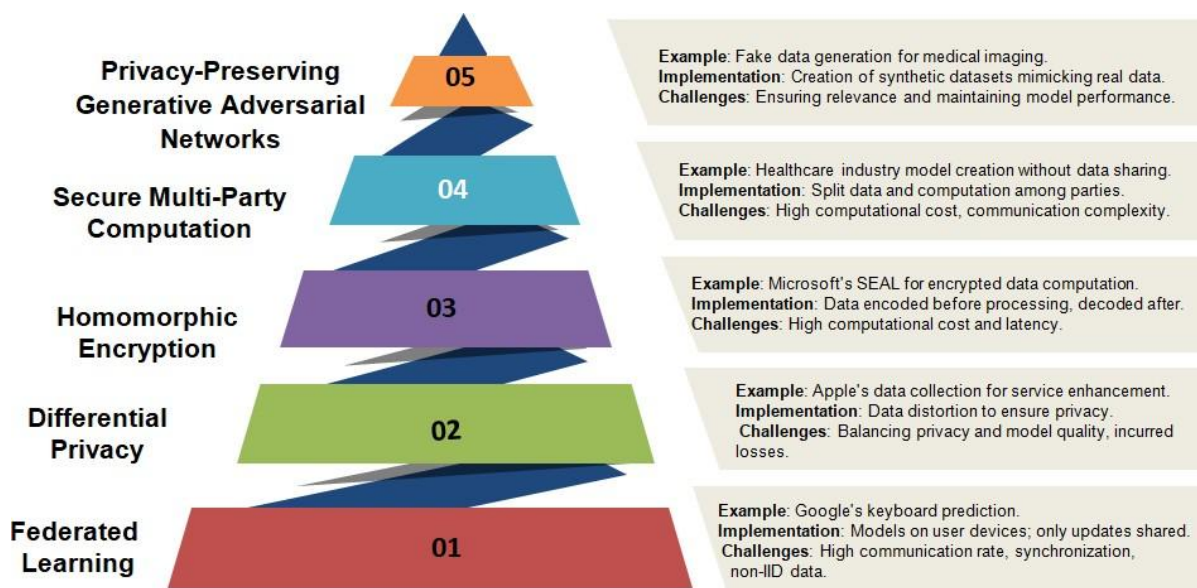 Privacy-Preserving
Generative Adversarial
Networks
05
Example: Fake data generation for medical imaging.
Implementation: Creation of synthetic datasets mimicking real data.
Challenges: Ensuring relevance and maintaining model performance.
Secure Multi-Party
Computation
04
Example: Healthcare industry model creation without data sharing.
Implementation: Split data and computation among parties.
Challenges: High computational cost, communication complexity.
Homomorphic
Encryption
03
Example: Microsoft's SEAL for encrypted data computation.
Implementation: Data encoded before processing, decoded after.
Challenges: High computational cost and latency.
Differential
Privacy
02
Example: Apple's data collection for service enhancement.
Implementation: Data distortion to ensure privacy.
Challenges: Balancing privacy and model quality, incurred
losses.
Federated
Learning
01
Example: Google's keyboard prediction.
Implementation: Models on user devices; only updates shared.
Challenges: High communication rate, synchronization,
non-IID data.